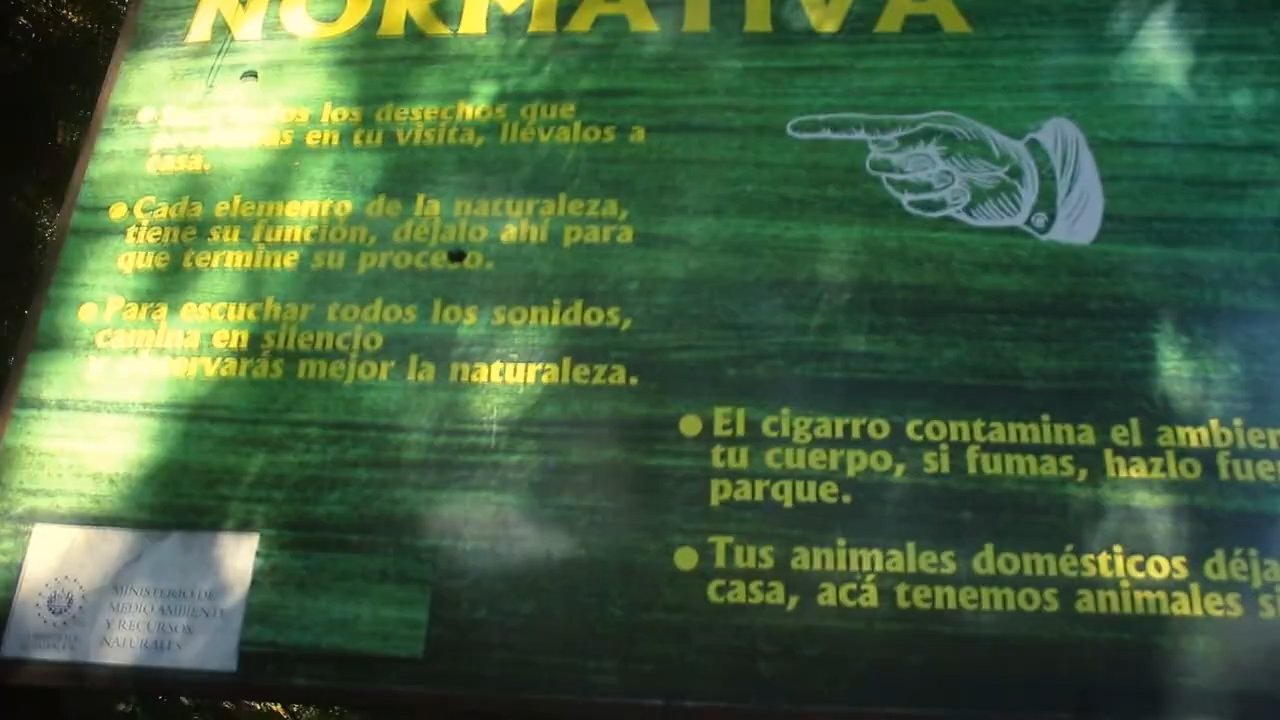 NORMATIVA
los desechos que
en tu visita, llévalos a
casa.
● Cada elemento de la naturaleza,
tiene su función, déjalo ahí para
que termine su proceso.
● Para escuchar todos los sonidos,
camina en silencio
y observarás mejor la naturaleza.
● El cigarro contamina el ambien
tu cuerpo, si fumas, hazlo fue
parque.
● Tus animales domésticos déja
casa, acá tenemos animales si
MINISTERIO DE
MEDIO AMBIENTE
Y RECURSOS
NATURALES